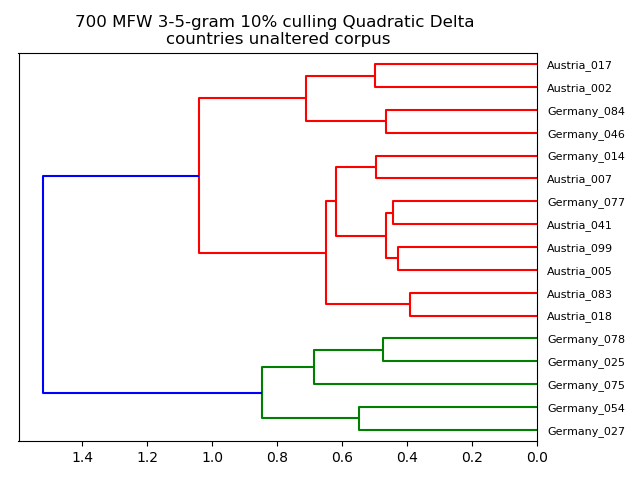 700 MFW 3-5-gram 10% culling Quadratic Delta
countries unaltered corpus
Austria_017
Austria_002
Germany_084
Germany_046
Germany_014
Austria_007
Germany_077
Austria_041
Austria_099
Austria_005
Austria_083
Austria_018
Germany_078
Germany_025
Germany_075
Germany_054
Germany_027
1.4 1.2 1.0 0.8 0.6 0.4 0.2 0.0